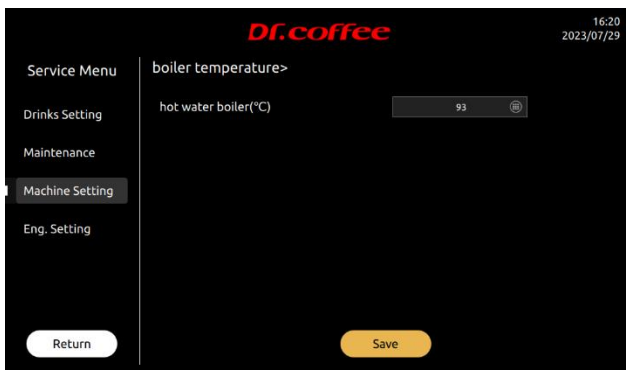 Dr.coffee
16:20
2023/07/29
Service Menu
Drinks Setting
Maintenance
Machine Setting
Eng. Setting
Return
boiler temperature>
hot water boiler(°C)
93
Save